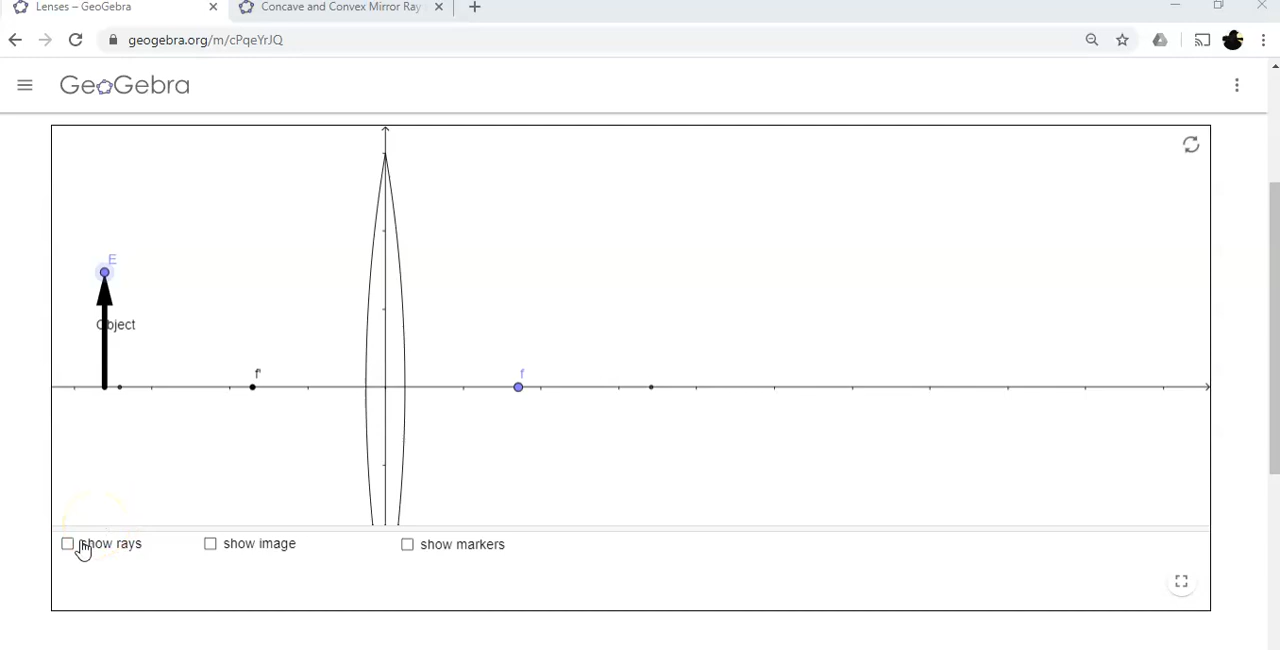 Lenses – GeoGebra
Concave and Convex Mirror Ray
geogebra.org/m/cPqeYrJQ
GeoGebra
E
Object
f'
f
show rays
show image
show markers